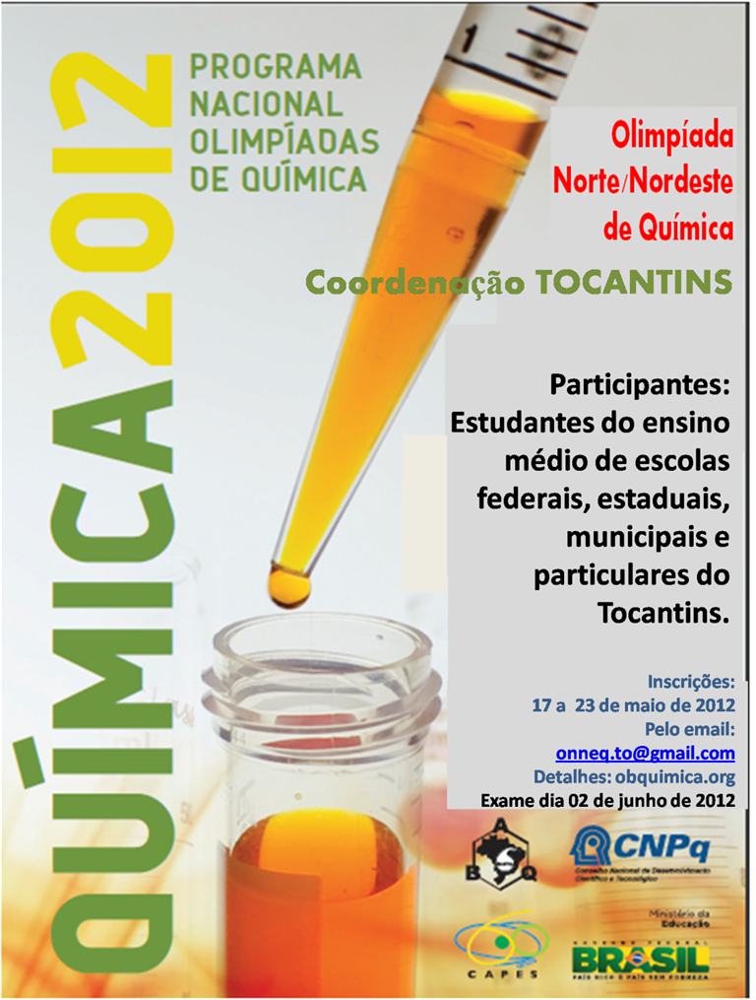 QUÍMICA2012
PROGRAMA
NACIONAL
OLIMPÍADAS
DE QUÍMICA
1
Olimpíada
Norte/Nordeste
de Química
Coordenação TOCANTINS
Participantes:
Estudantes do ensino
médio de escolas
federais, estaduais,
municipais e
particulares do
Tocantins.
Inscrições:
17 a 23 de maio de 2012
Pelo email:
onneq.to@gmail.com
Detalhes: obquimica.org
Exame dia 02 de junho de 2012
A
B Q
CNPq
Conselho Nacional de Desenvolvimento
Científico e Tecnológico
CAPES
Ministério da
Educação
GOVERNO FEDERAL
BRASIL
PAÍS RICO É PAÍS SEM POBREZA